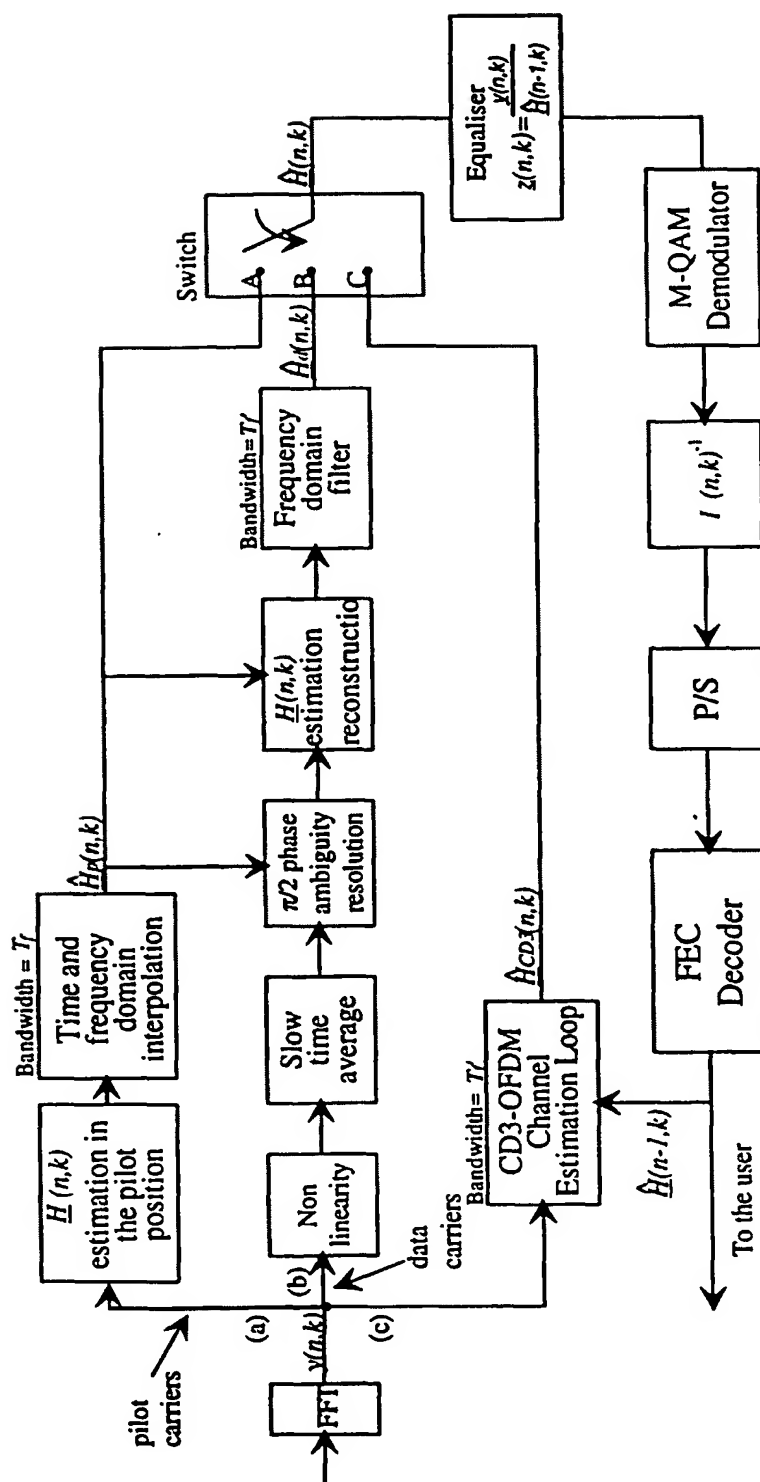 FFT
y(n,k)
pilot
carriers
(a)
(b)
(c)
data
carriers
H (n,k)
estimation in
the pilot
position
Bandwidth = Tf
Time and
frequency
domain
interpolation
Ĥp(n,k)
Non
linearity
Slow
time
average
π/2 phase
ambiguity
resolution
H(n,k)
estimation
reconstructio
Bandwidth= Tf
Frequency
domain
filter
Ĥd(n,k)
Bandwidth= Tf
CD3-OFDM
Channel
Estimation Loop
ĤCD3(n,k)
Ĥ(n-1,k)
Switch
A
B
C
Ĥ(n,k)
Equaliser
z(n,k)= y(n,k) / Ĥ(n-1,k)
M-QAM
Demodulator
I (n,k)⁻¹
P/S
FEC
Decoder
To the user